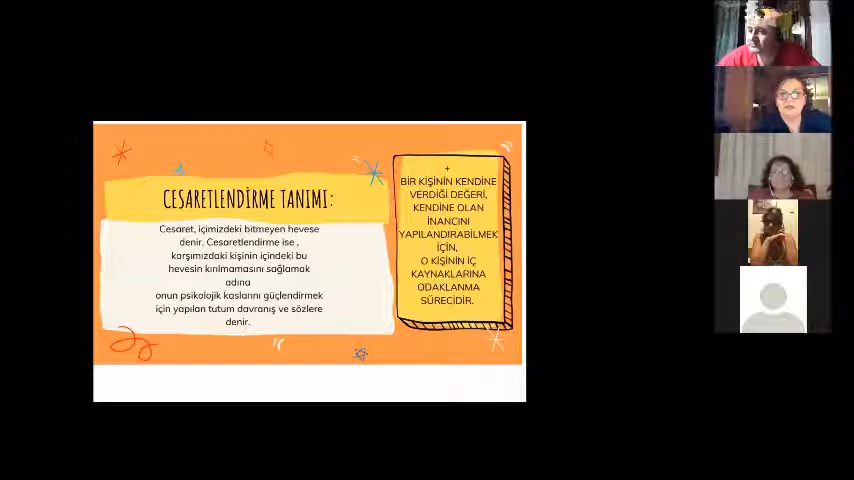 CESARETLENDİRME TANIMI:
Cesaret, içimizdeki bitmeyen hevese
denir. Cesaretlendirme ise ,
karşımızdaki kişinin içindeki bu
hevesin kırılmamasını sağlamak
adına
onun psikolojik kaslarını güçlendirmek
için yapılan tutum davranış ve sözlere
denir.
+
BİR KİŞİNİN KENDİNE
VERDİĞİ DEĞERİ,
KENDİNE OLAN
İNANCINI
YAPILANDIRABİLMEK
İÇİN,
O KİŞİNİN İÇ
KAYNAKLARINA
ODAKLANMA
SÜRECİDİR.